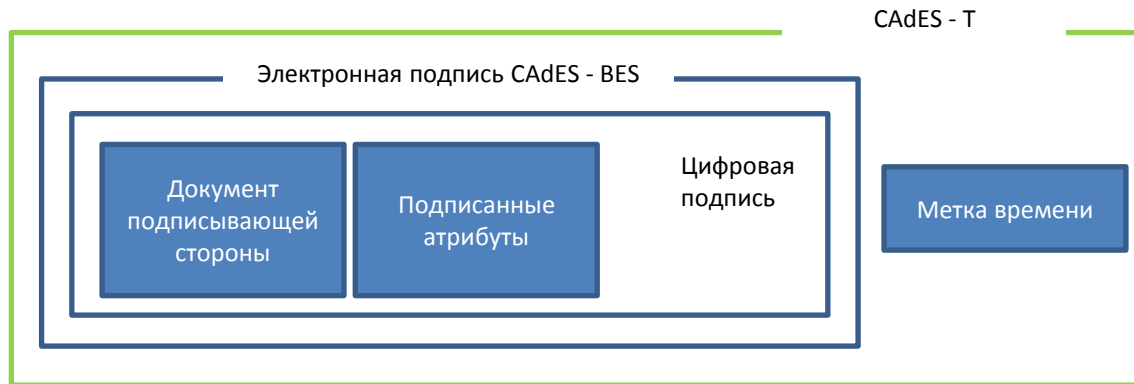 CAdES - T
Электронная подпись CAdES - BES
Документ
подписывающей
стороны
Подписанные
атрибуты
Цифровая
подпись
Метка времени